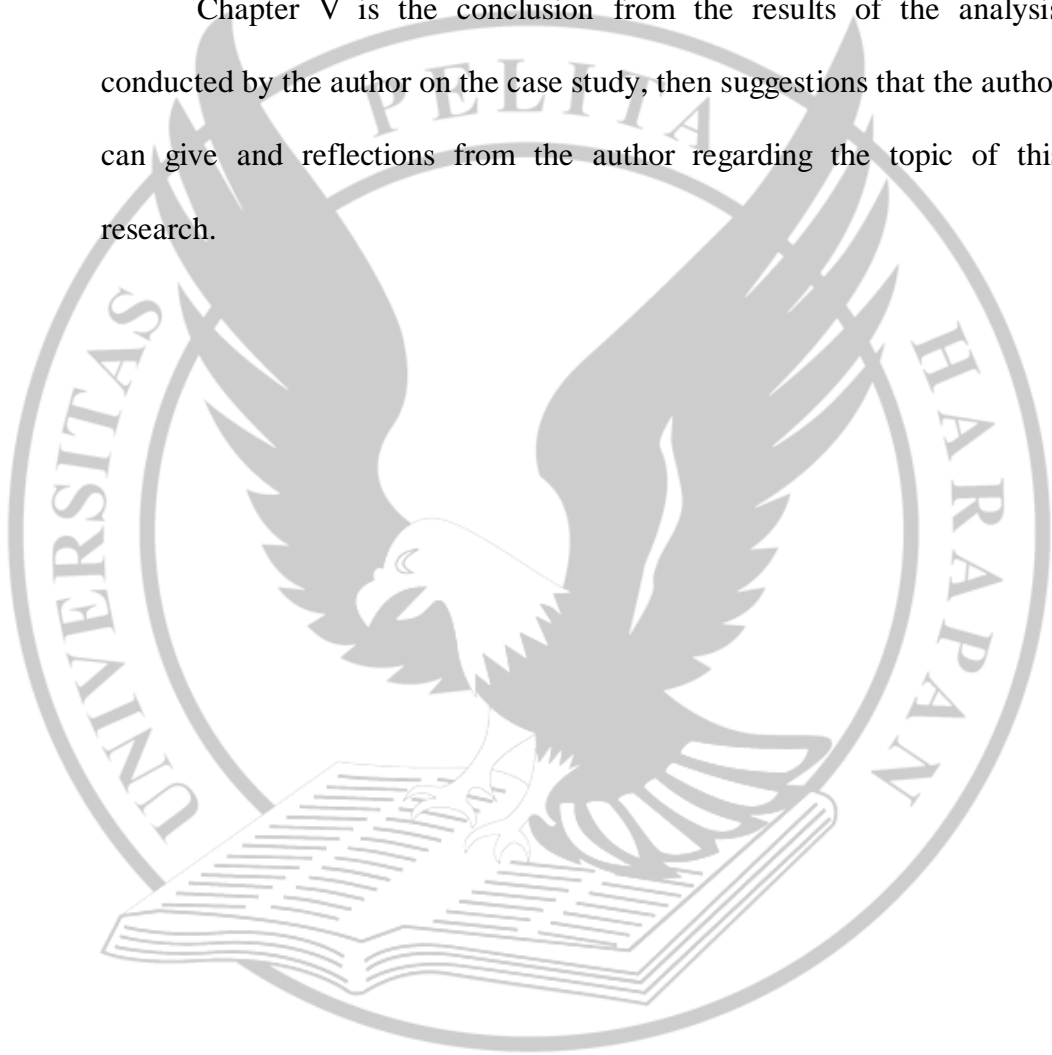 Chapter V is the conclusion from the results of the analysis
conducted by the author on the case study, then suggestions that the autho
can give and reflections from the author regarding the topic of this
research.
UNIVERSITAS PELITA HARAPAN